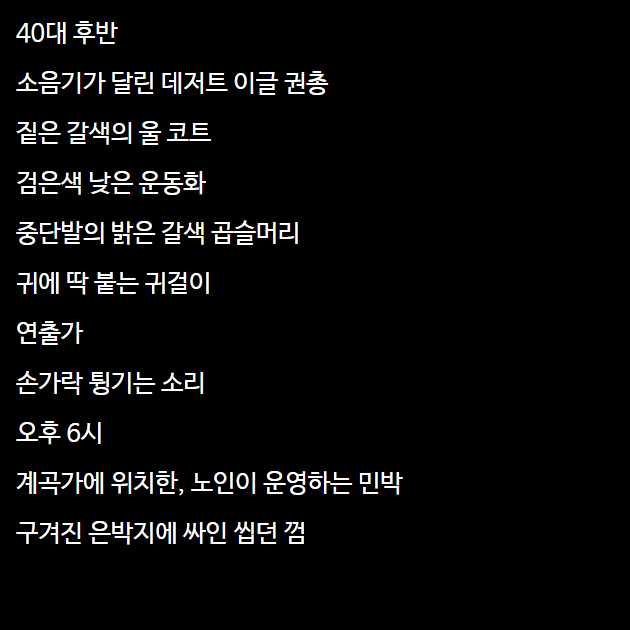 40대 후반
소음기가 달린 데저트 이글 권총
짙은 갈색의 울 코트
검은색 낮은 운동화
중단발의 밝은 갈색 곱슬머리
귀에 딱 붙는 귀걸이
연출가
손가락 튕기는 소리
오후 6시
계곡가에 위치한, 노인이 운영하는 민박
구겨진 은박지에 싸인 씹던 껌